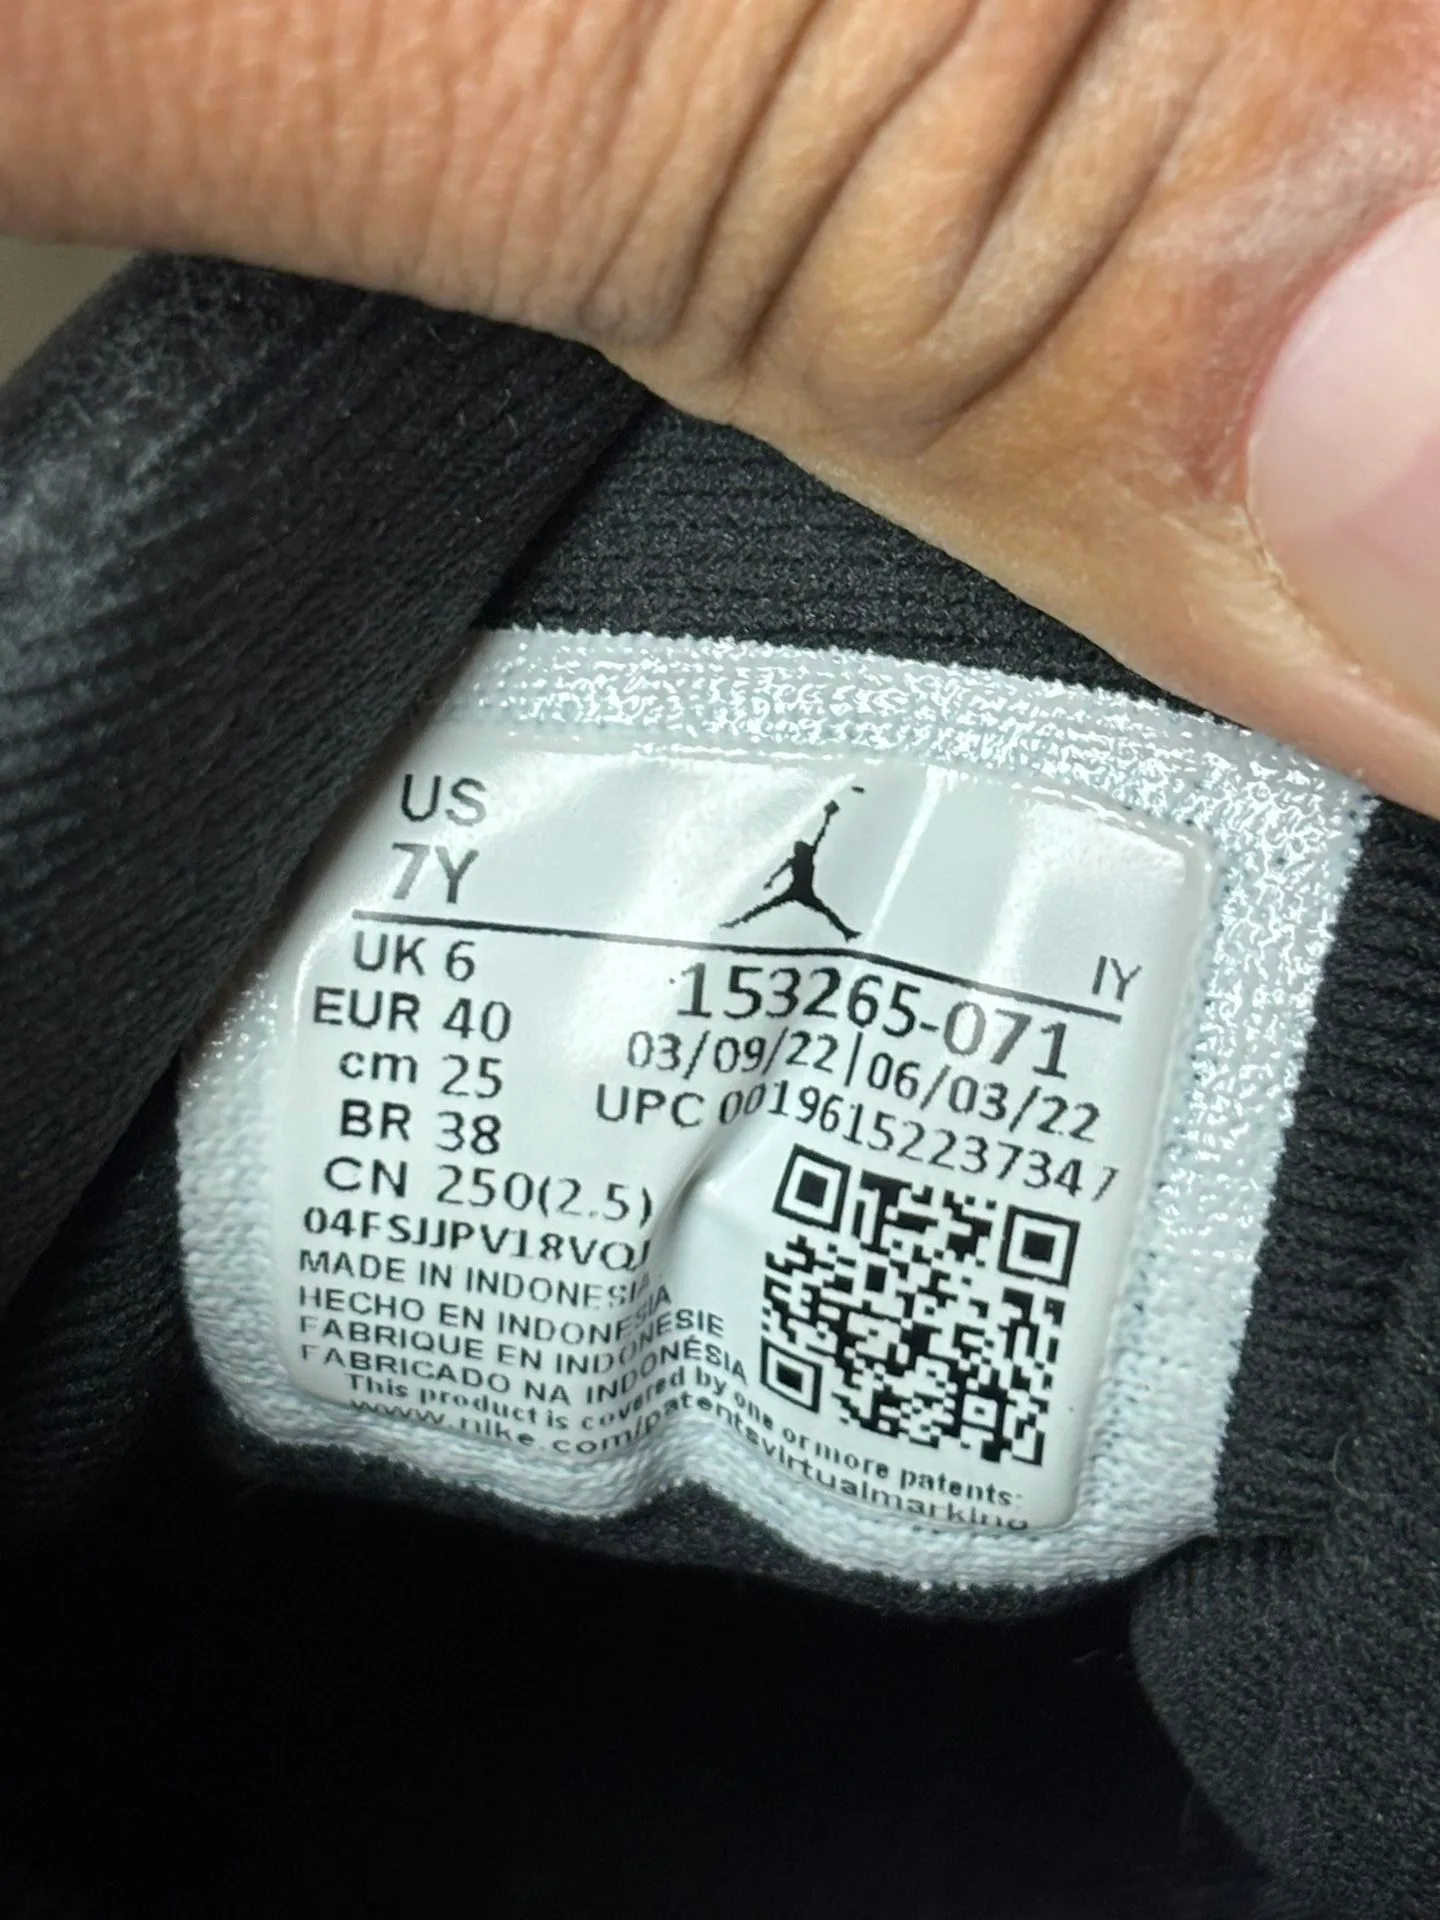 US
7Y
IY
UK 6
EUR 40
cm 25
BR 38
CN 250(2.5)
153265-071
03/09/22|06/03/22
UPC 00196152237347
04FSJJPV18VQJ
MADE IN INDONESIA
HECHO EN INDONESIA
FABRIQUE EN INDONESIE
FABRICADO NA INDONÉSIA
This product is covered by one or more patents:
www.nike.com/patentsvirtualmarking